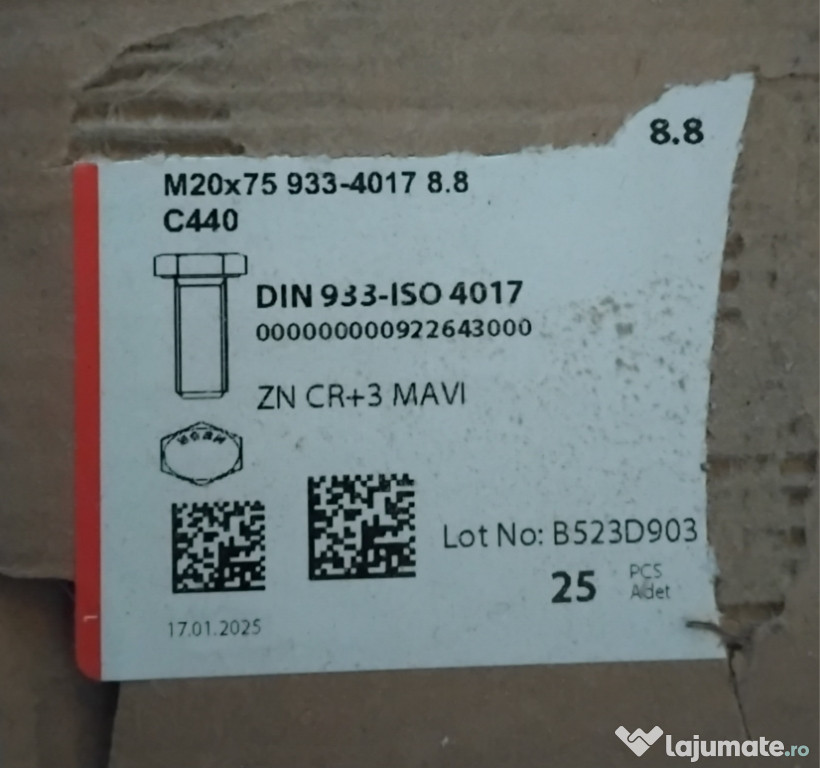 8.8
M20x75 933-4017 8.8
C440
DIN 933-ISO 4017
000000000922643000
ZN CR+3 MAVI
Lot No: B523D903
25 PCS
Adet
17.01.2025
lajumate.ro